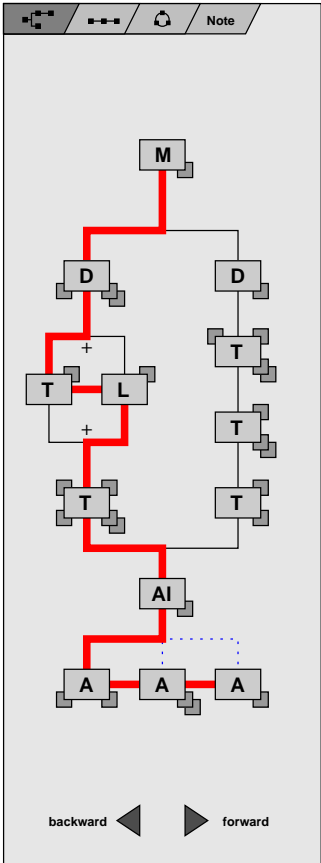 Note
M
D D
+
T
T L
+
T
T T
AI
A A A
backward forward